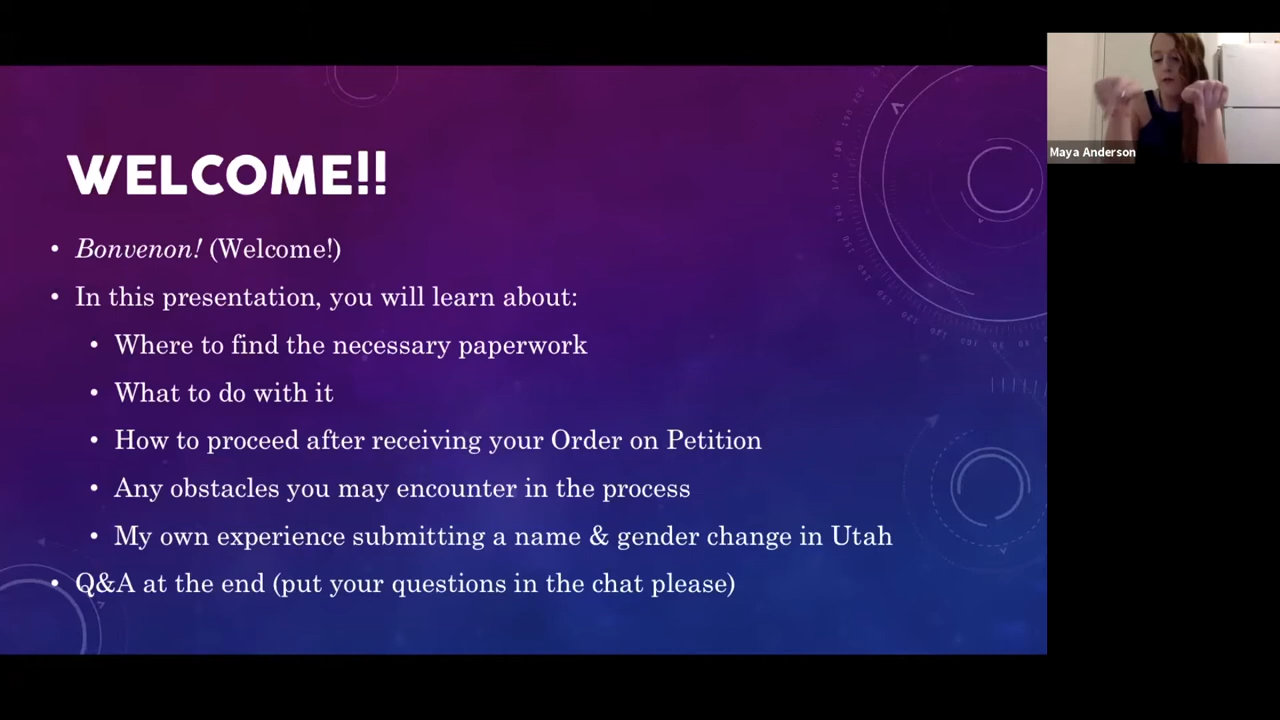 WELCOME!!
• Bonvenon! (Welcome!)
• In this presentation, you will learn about:
• Where to find the necessary paperwork
• What to do with it
• How to proceed after receiving your Order on Petition
• Any obstacles you may encounter in the process
• My own experience submitting a name & gender change in Utah
• Q&A at the end (put your questions in the chat please)
Maya Anderson